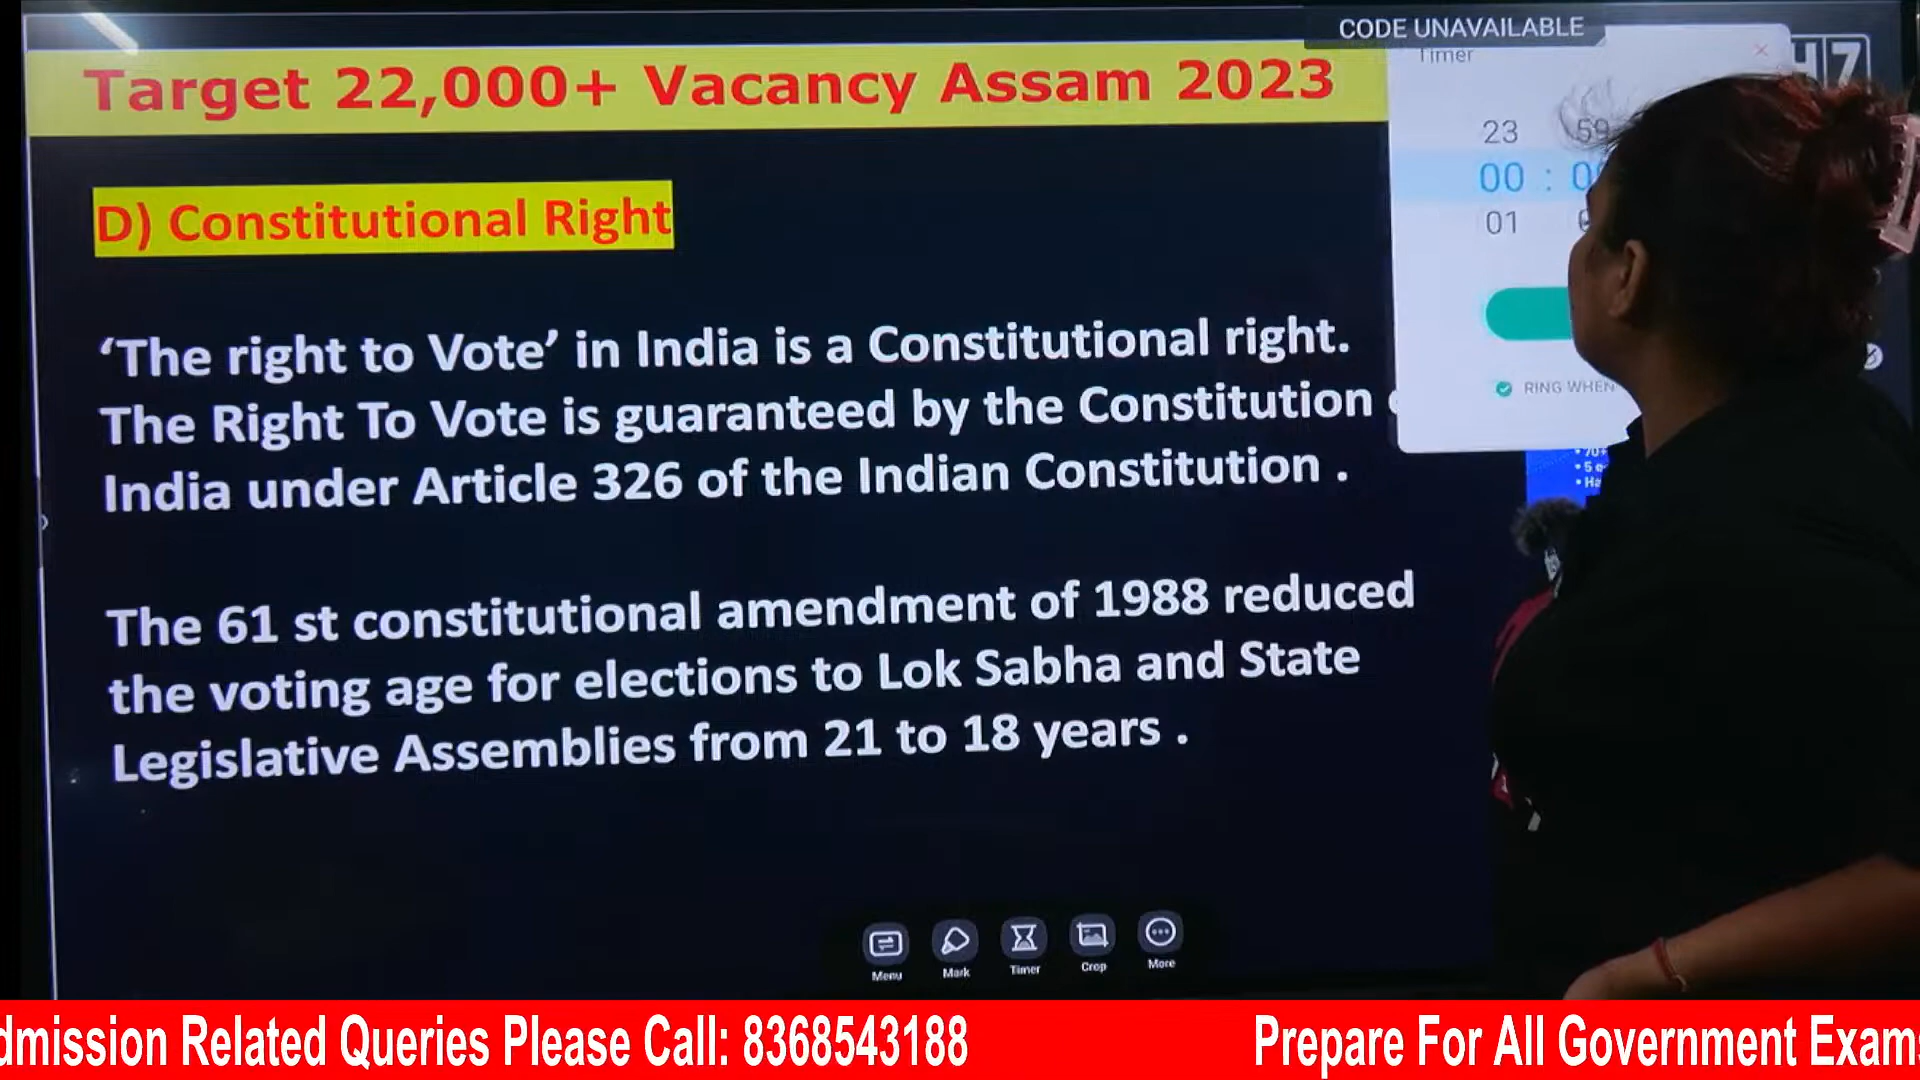 CODE UNAVAILABLE
Timer
H7
Target 22,000+ Vacancy Assam 2023
23 59
00 :
01
D) Constitutional Right
‘The right to Vote’ in India is a Constitutional right.
The Right To Vote is guaranteed by the Constitution
India under Article 326 of the Indian Constitution .
RING WHEN
The 61 st constitutional amendment of 1988 reduced
the voting age for elections to Lok Sabha and State
Legislative Assemblies from 21 to 18 years .
Menu Mark Timer Crop More
dmission Related Queries Please Call: 8368543188 Prepare For All Government Exams